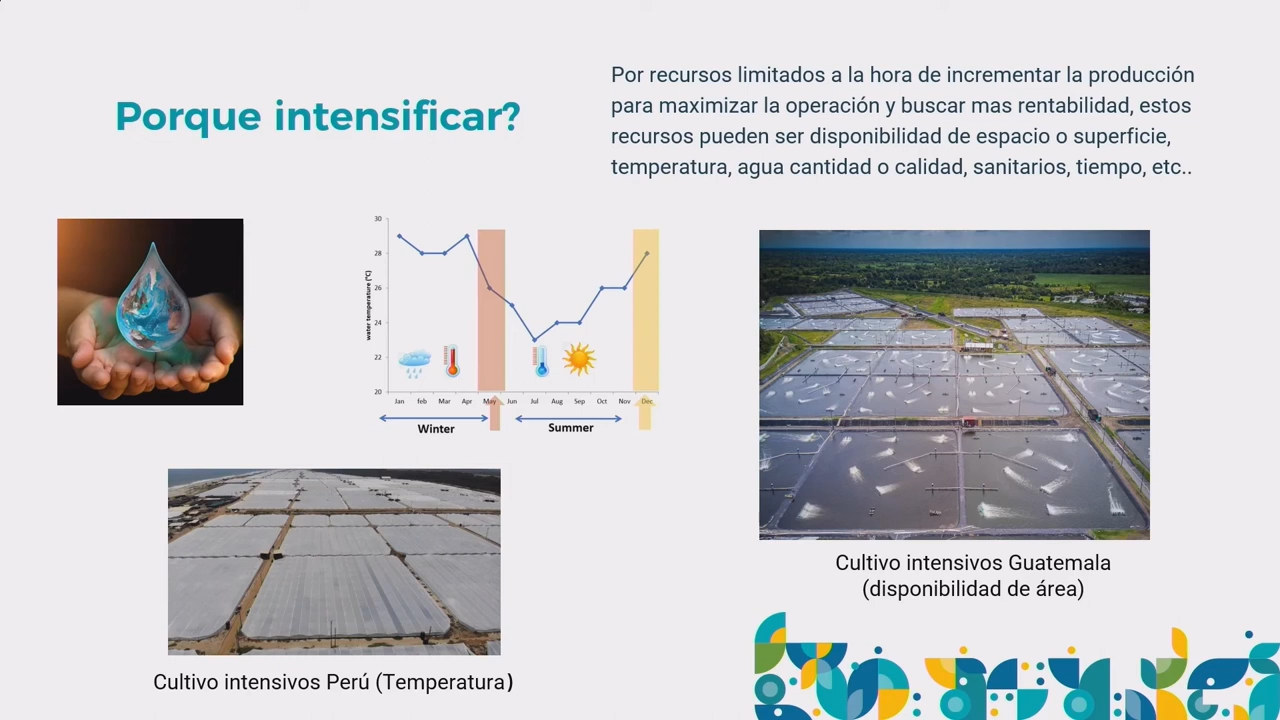 Porque intensificar?
Por recursos limitados a la hora de incrementar la producción
para maximizar la operación y buscar mas rentabilidad, estos
recursos pueden ser disponibilidad de espacio o superficie,
temperatura, agua cantidad o calidad, sanitarios, tiempo, etc..
water temperature (°C)
30
28
26
24
22
20
Jan feb Mar Apr May Jun Jul Aug Sep Oct Nov Dec
Winter
Summer
Cultivo intensivos Guatemala
(disponibilidad de área)
Cultivo intensivos Perú (Temperatura)